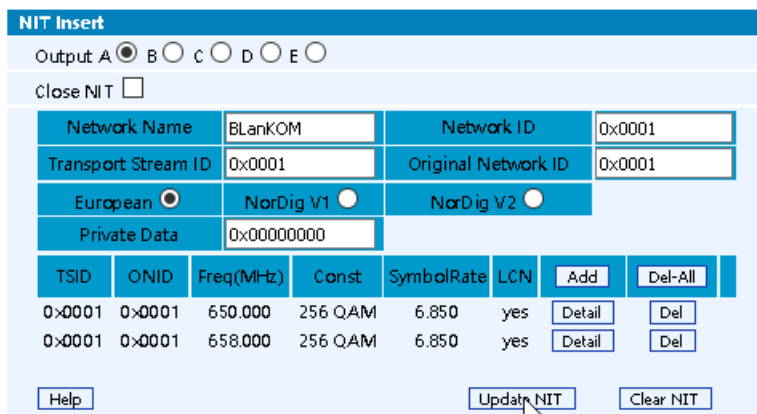 NIT Insert
Output A B C D E
Close NIT
Network Name BLanKOM Network ID 0x0001
Transport Stream ID 0x0001 Original Network ID 0x0001
European NorDig V1 NorDig V2
Private Data 0x00000000
TSID ONID Freq(MHz) Const SymbolRate LCN Add Del-All
0x0001 0x0001 650.000 256 QAM 6.850 yes Detail Del
0x0001 0x0001 658.000 256 QAM 6.850 yes Detail Del
Help Update NIT Clear NIT